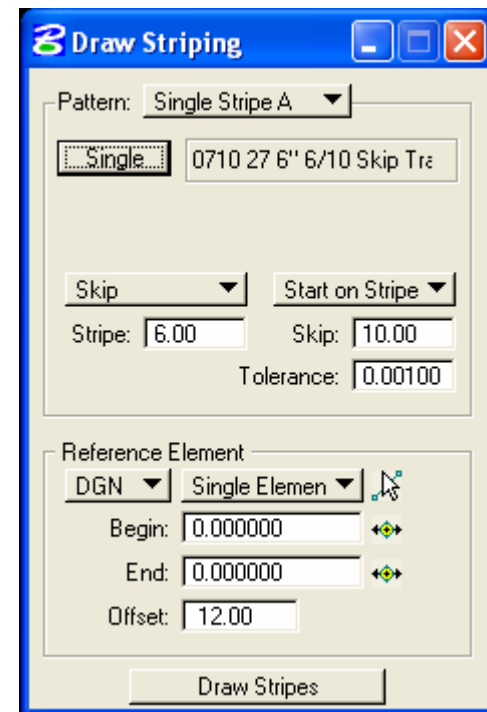 Draw Striping
Pattern: Single Stripe A
Single... 0710 27 6" 6/10 Skip Tra
Skip Start on Stripe
Stripe: 6.00 Skip: 10.00
Tolerance: 0.00100
Reference Element
DGN Single Elemen
Begin: 0.000000
End: 0.000000
Offset: 12.00
Draw Stripes